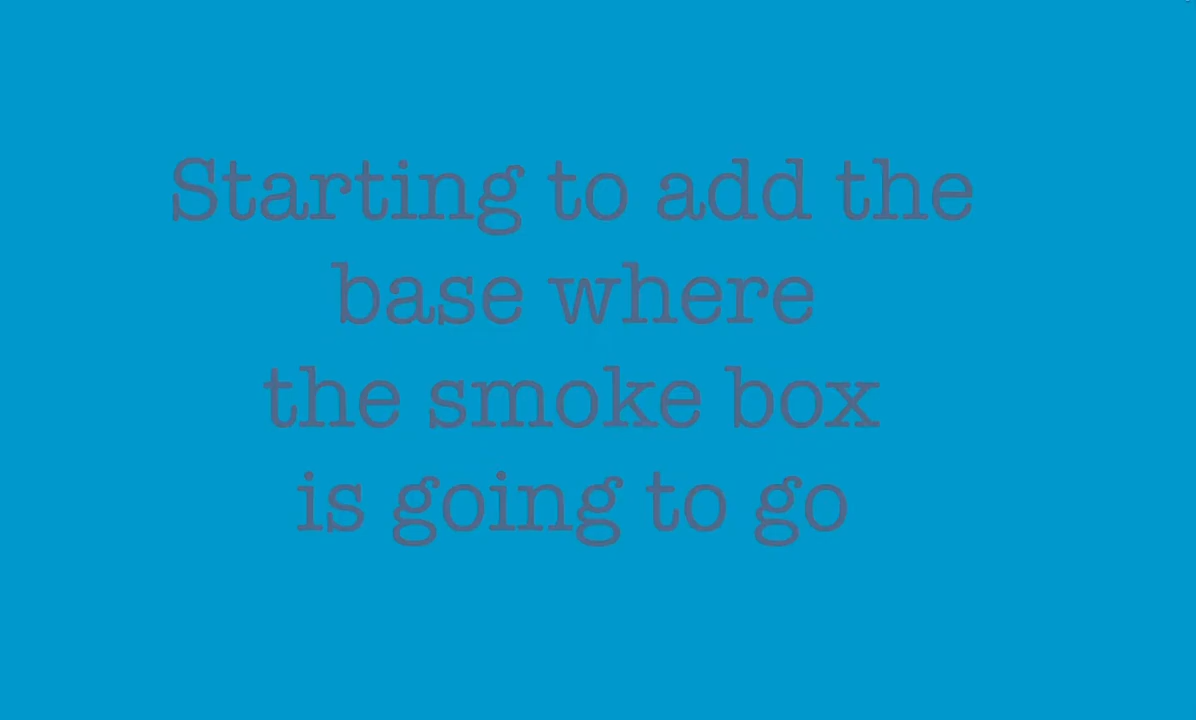 Starting to add the
base where
the smoke box
is going to go